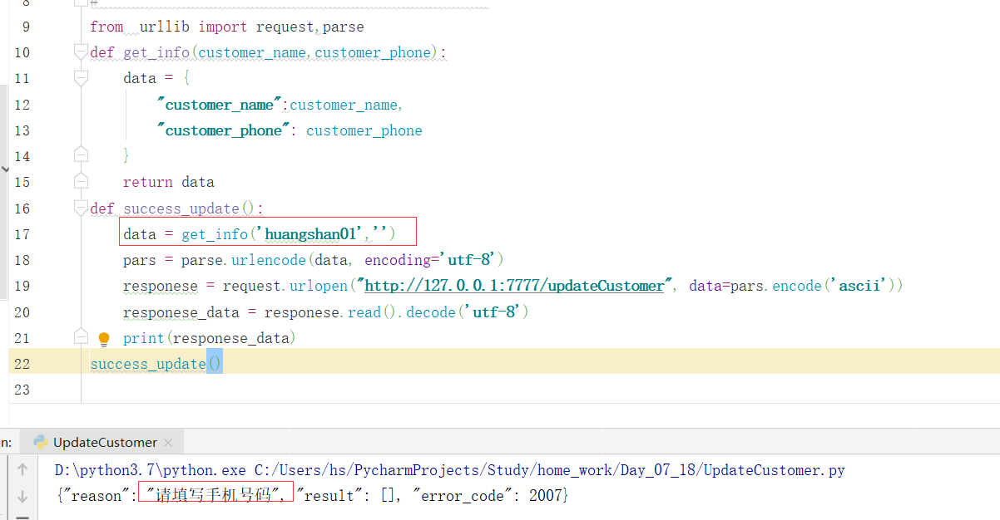 8 #
9 from urllib import request,parse
10 def get_info(customer_name,customer_phone):
11 data = {
12 "customer_name":customer_name,
13 "customer_phone": customer_phone
14 }
15 return data
16 def success_update():
17 data = get_info('huangshan01','')
18 pars = parse.urlencode(data, encoding='utf-8')
19 responese = request.urlopen("http://127.0.0.1:7777/updateCustomer", data=pars.encode('ascii'))
20 responese_data = responese.read().decode('utf-8')
21 print(responese_data)
22 success_update()
23
n: UpdateCustomer ×
D:\python3.7\python.exe C:/Users/hs/PycharmProjects/Study/home_work/Day_07_18/UpdateCustomer.py
{"reason": "请填写手机号码", "result": [], "error_code": 2007}